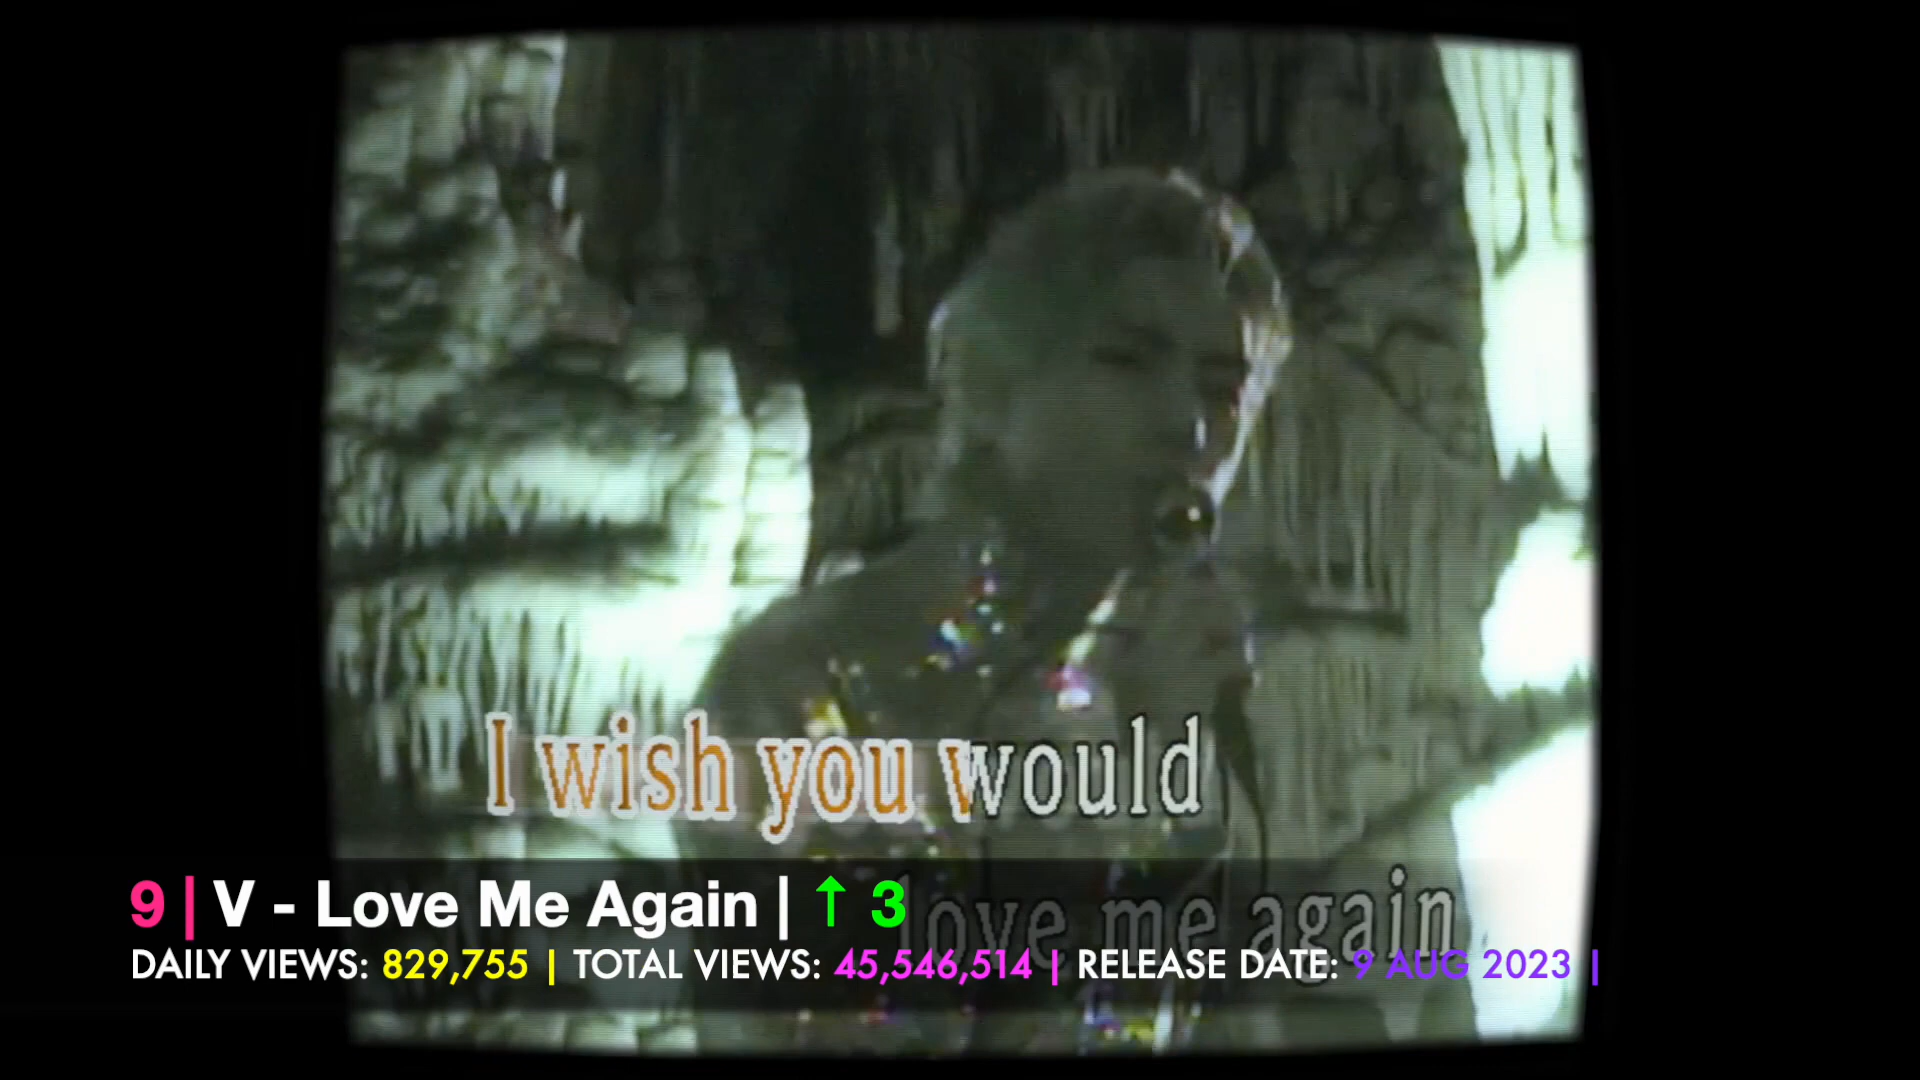 I wish you would
love me again
9 | V - Love Me Again | ↑ 3
DAILY VIEWS: 829,755 | TOTAL VIEWS: 45,546,514 | RELEASE DATE: 9 AUG 2023 |